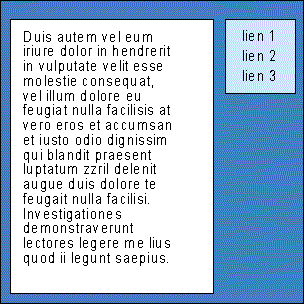 Duis autem vel eum
iriure dolor in hendrerit
in vulputate velit esse
molestie consequat,
vel illum dolore eu
feugiat nulla facilisis at
vero eros et accumsan
et iusto odio dignissim
qui blandit praesent
luptatum zzril delenit
augue duis dolore te
feugait nulla facilisi.
Investigationes
demonstraverunt
lectores legere me lius
quod ii legunt saepius.
lien 1
lien 2
lien 3